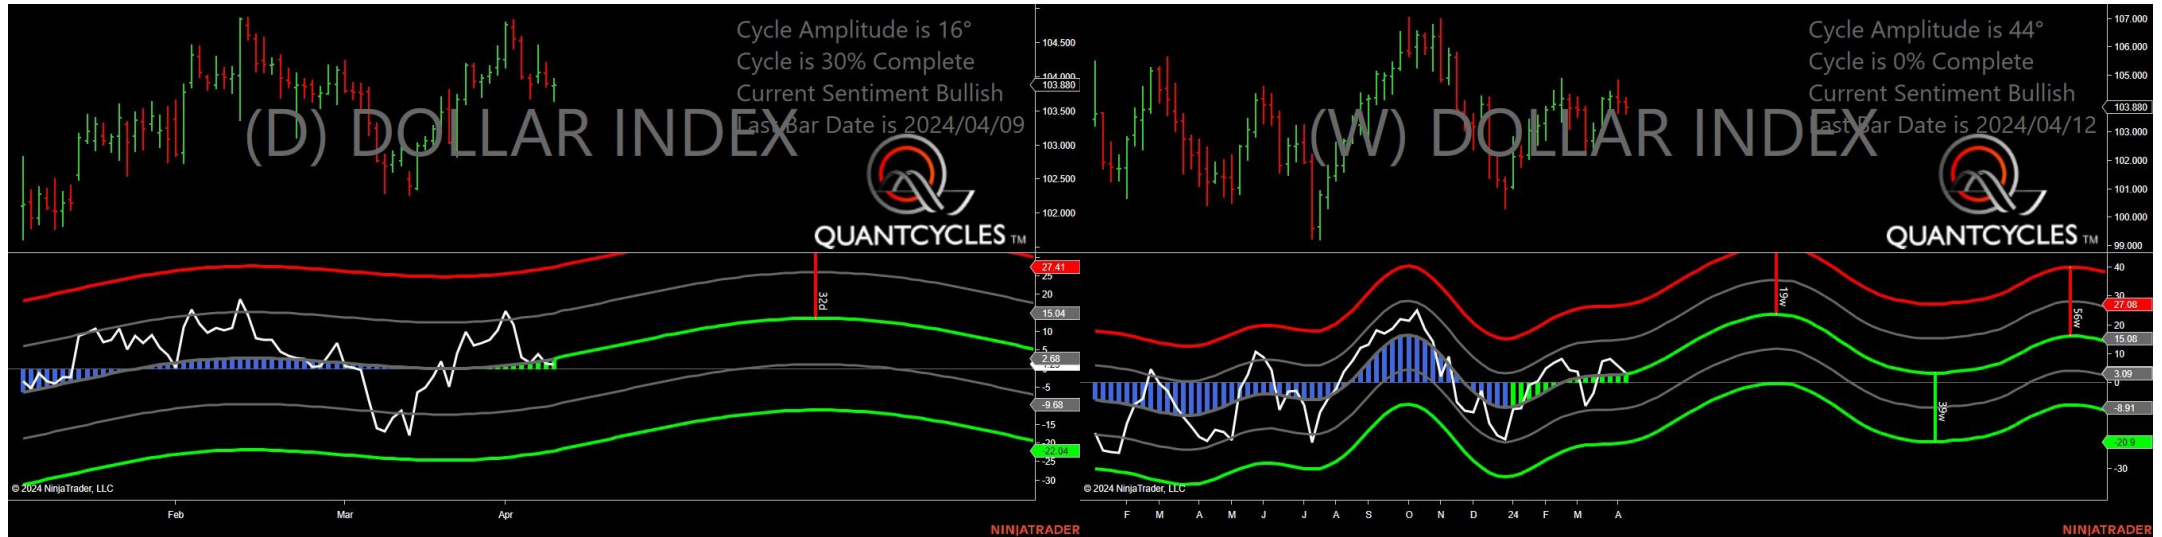 Cycle Amplitude is 16°
Cycle is 30% Complete
Current Sentiment Bullish
Last Bar Date is 2024/04/09
(D) DOLLAR INDEX
QUANTCYCLES TM
104.500
104.000
103.880
103.500
103.000
102.500
102.000
32d
27.41
25
20
15.04
10
5
2.68
-5
-9.68
-15
-20
-22.04
-25
-30
© 2024 NinjaTrader, LLC
Feb Mar Apr
NINJATRADER
Cycle Amplitude is 44°
Cycle is 0% Complete
Current Sentiment Bullish
Last Bar Date is 2024/04/12
(W) DOLLAR INDEX
QUANTCYCLES TM
107.000
106.000
105.000
103.880
103.000
102.000
101.000
100.000
99.000
19w
56w
39w
40
30
27.08
20
15.08
10
3.09
0
-8.91
-20.9
-30
© 2024 NinjaTrader, LLC
F M A M J J A S O N D 24 F M A
NINJATRADER